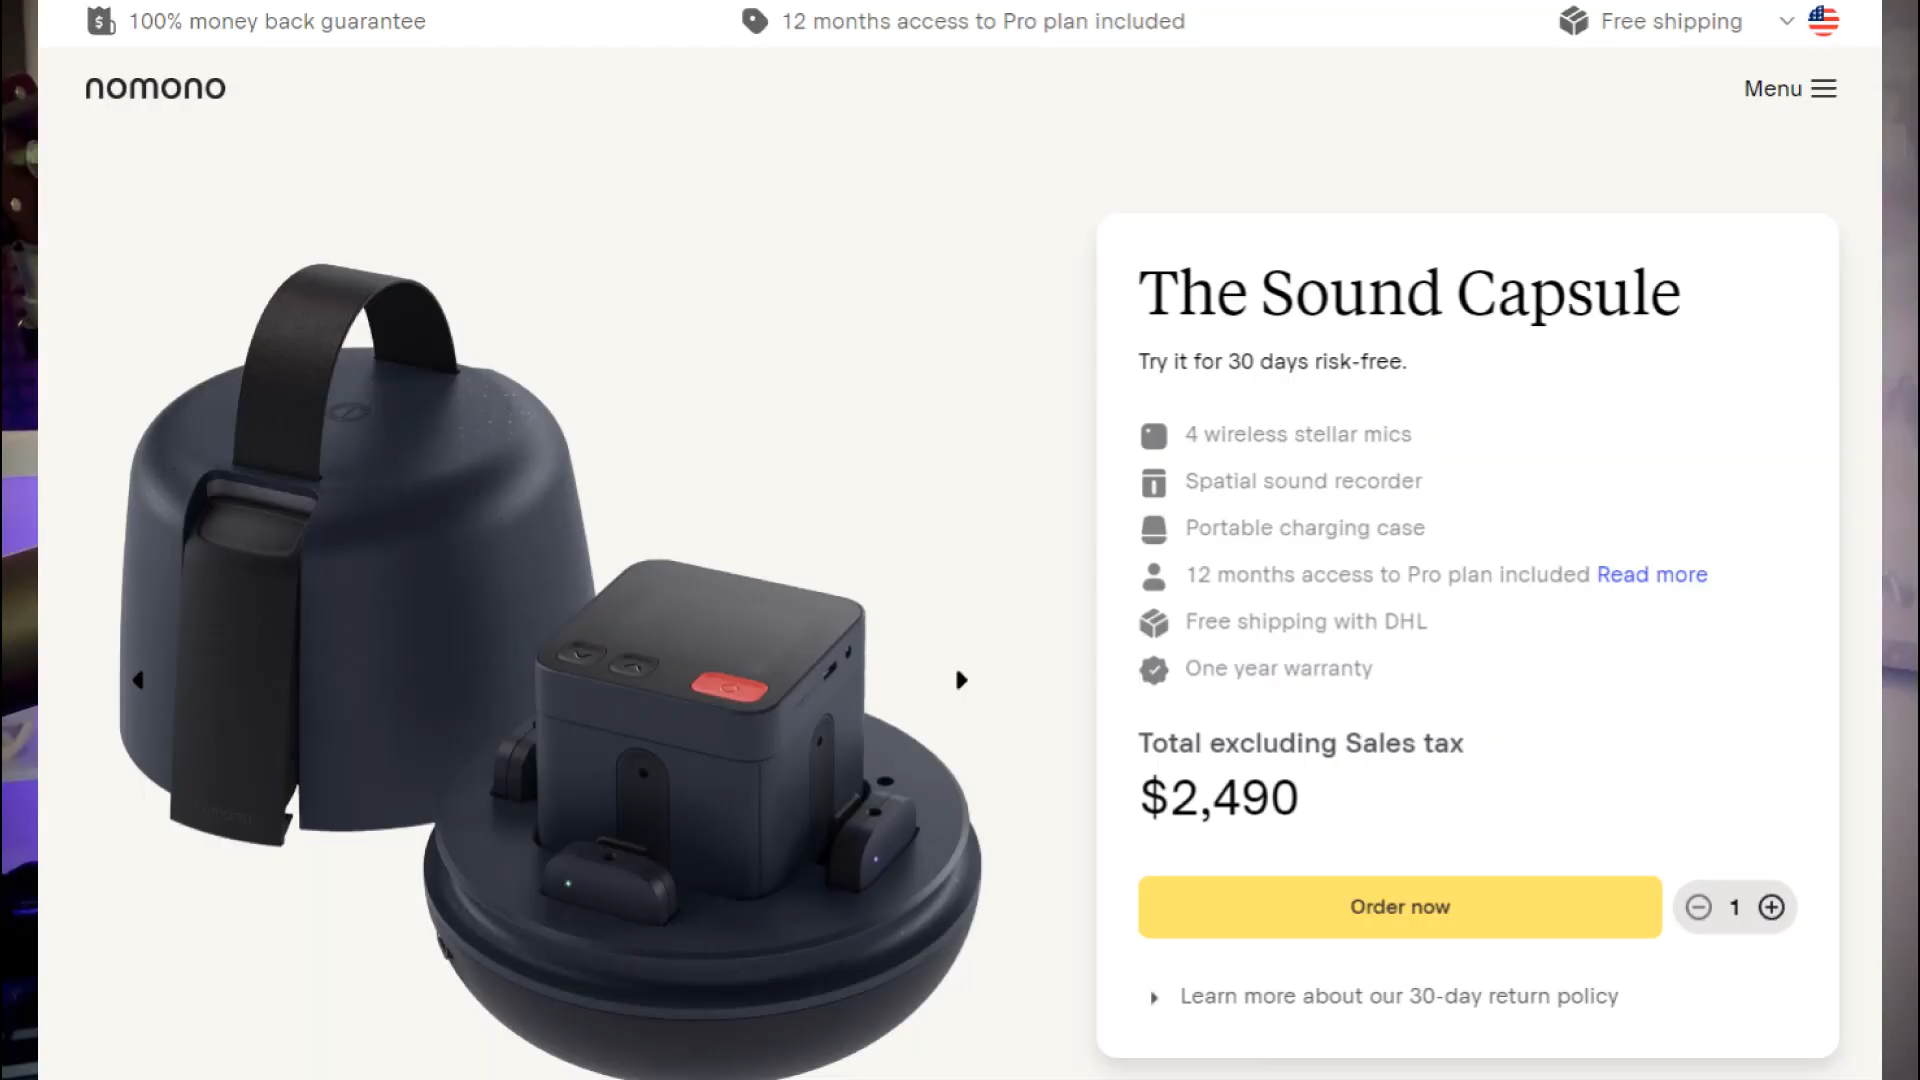 100% money back guarantee
12 months access to Pro plan included
Free shipping
nomono
Menu
The Sound Capsule
Try it for 30 days risk-free.
4 wireless stellar mics
Spatial sound recorder
Portable charging case
12 months access to Pro plan included Read more
Free shipping with DHL
One year warranty
Total excluding Sales tax
$2,490
Order now
1
Learn more about our 30-day return policy